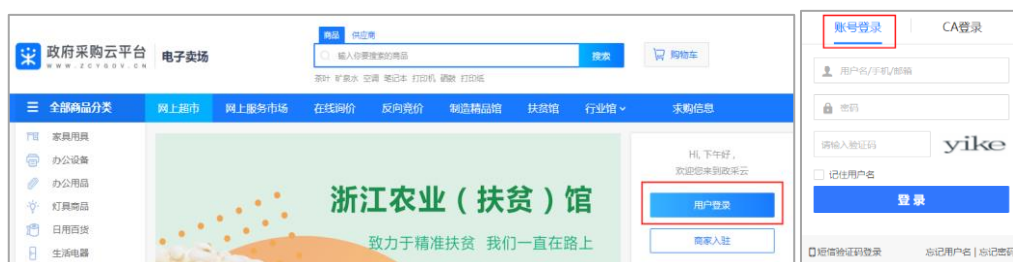 商品 供应商
政府采购云平台 电子卖场
WWW.ZCYGOV.CN
输入你要搜索的商品 搜索 购物车
茶叶 矿泉水 空调 笔记本 打印机 硒鼓 打印纸
全部商品分类 网上超市 网上服务市场 在线询价 反向竞价 制造精品馆 扶贫馆 行业馆 求购信息
家具用具
办公设备
办公用品
灯具商品
日用百货
生活电器
浙江农业（扶贫）馆
致力于精准扶贫 我们一直在路上
Hi, 下午好，
欢迎您来到政采云
用户登录
商家入驻
账号登录 CA登录
用户名/手机/邮箱
密码
请输入验证码 yike
记住用户名
登录
短信验证码登录 忘记用户名 | 忘记密码